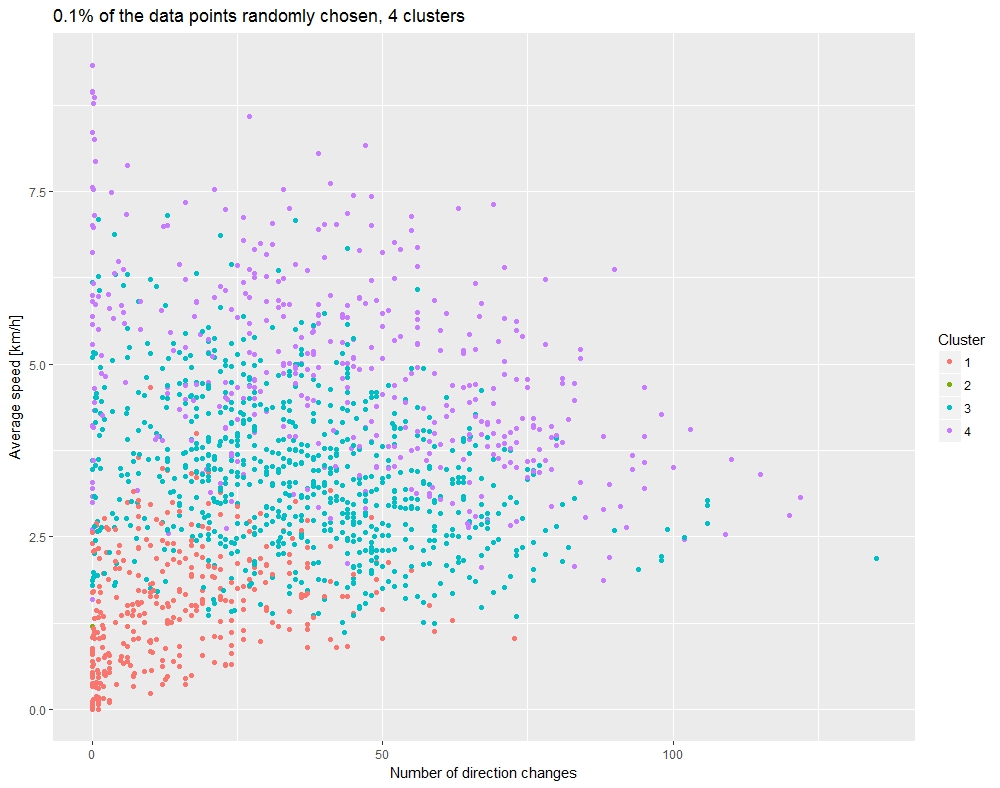 0.1% of the data points randomly chosen, 4 clusters
Average speed [km/h]
7.5
5.0
2.5
0.0
0
50
100
Number of direction changes
Cluster
1
2
3
4